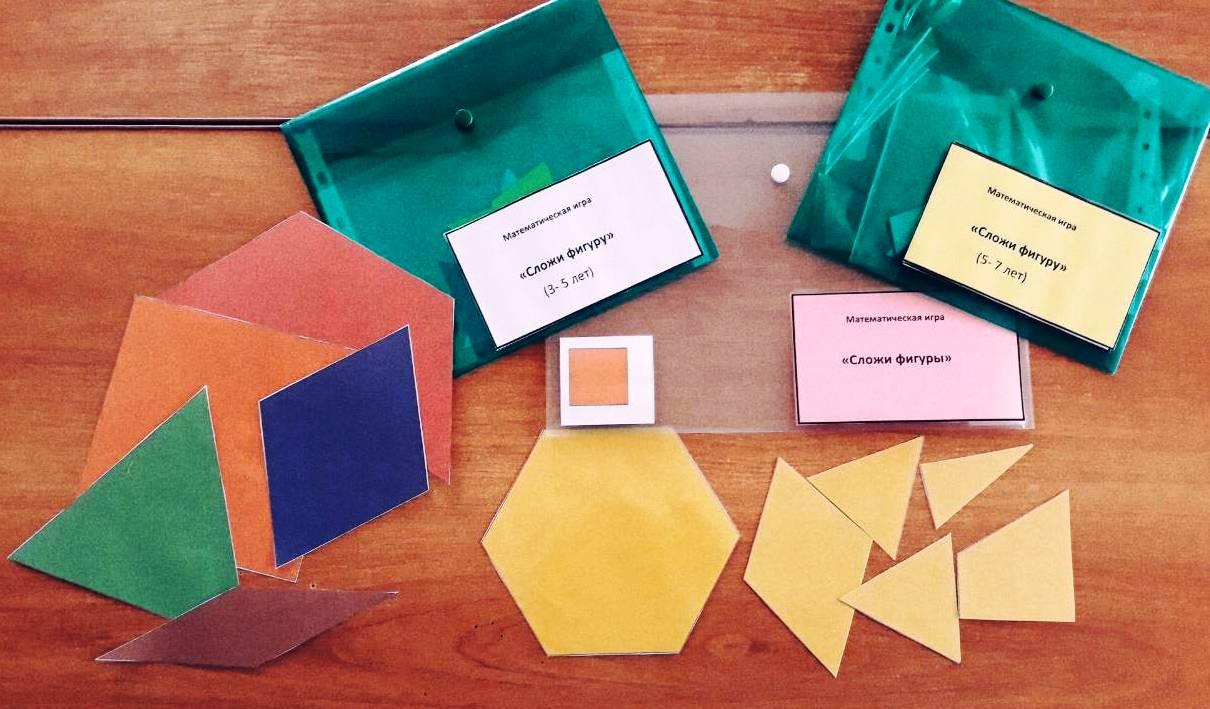 Математическая игра
«Сложи фигуру»
(3- 5 лет)
Математическая игра
«Сложи фигуру»
(5- 7 лет)
Математическая игра
«Сложи фигуры»